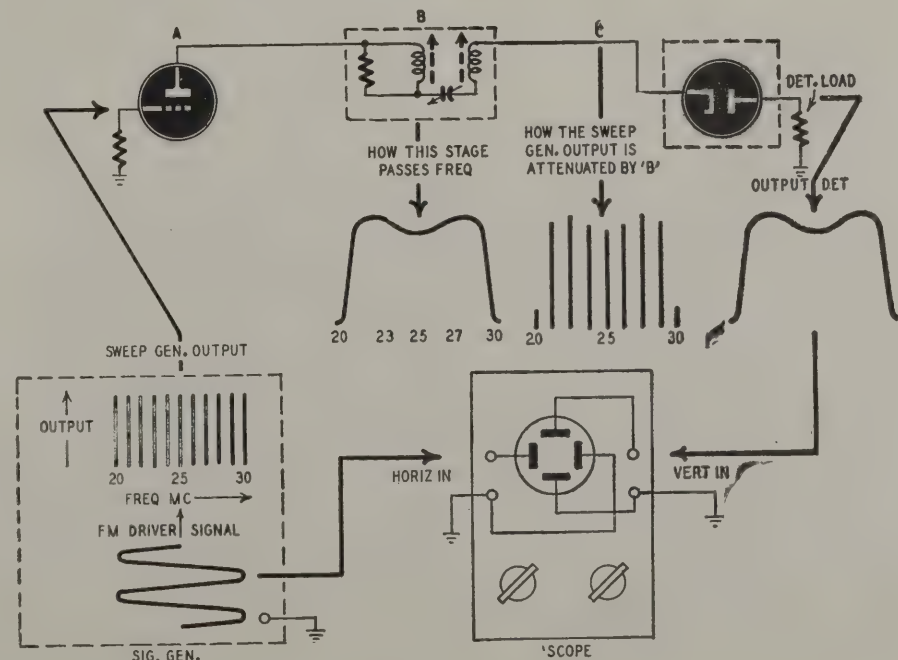 A
B
C
DET. LOAD
HOW THIS STAGE
PASSES FREQ
HOW THE SWEEP
GEN. OUTPUT IS
ATTENUATED BY 'B'
OUTPUT DET
20 23 25 27 30
20 25 30
SWEEP GEN. OUTPUT
OUTPUT
20 25 30
FREQ MC
FM DRIVER SIGNAL
HORIZ IN
VERT IN
SIG. GEN.
'SCOPE